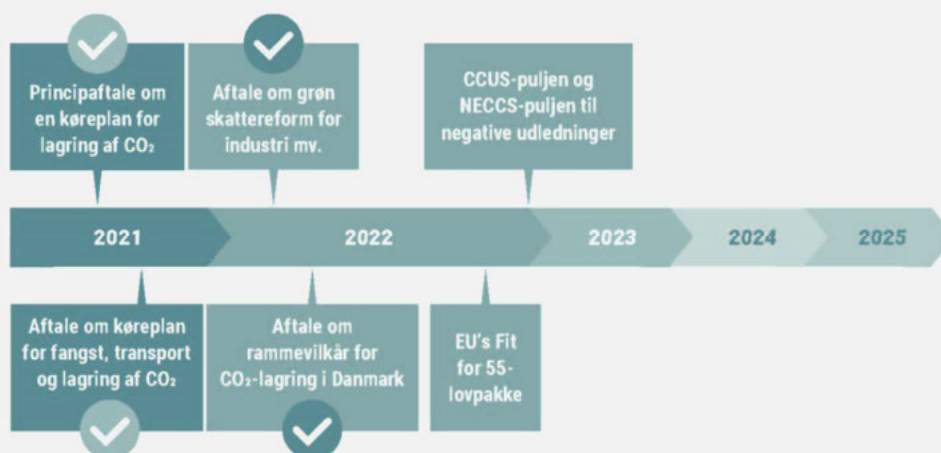 Principaftale om
en køreplan for
lagring af CO₂
Aftale om grøn
skattereform for
industri mv.
CCUS-puljen og
NECCS-puljen til
negative udledninger
2021
2022
2023
2024
2025
Aftale om køreplan
for fangst, transport
og lagring af CO₂
Aftale om
rammevilkår for
CO₂-lagring i Danmark
EU's Fit
for 55-
lovpakke